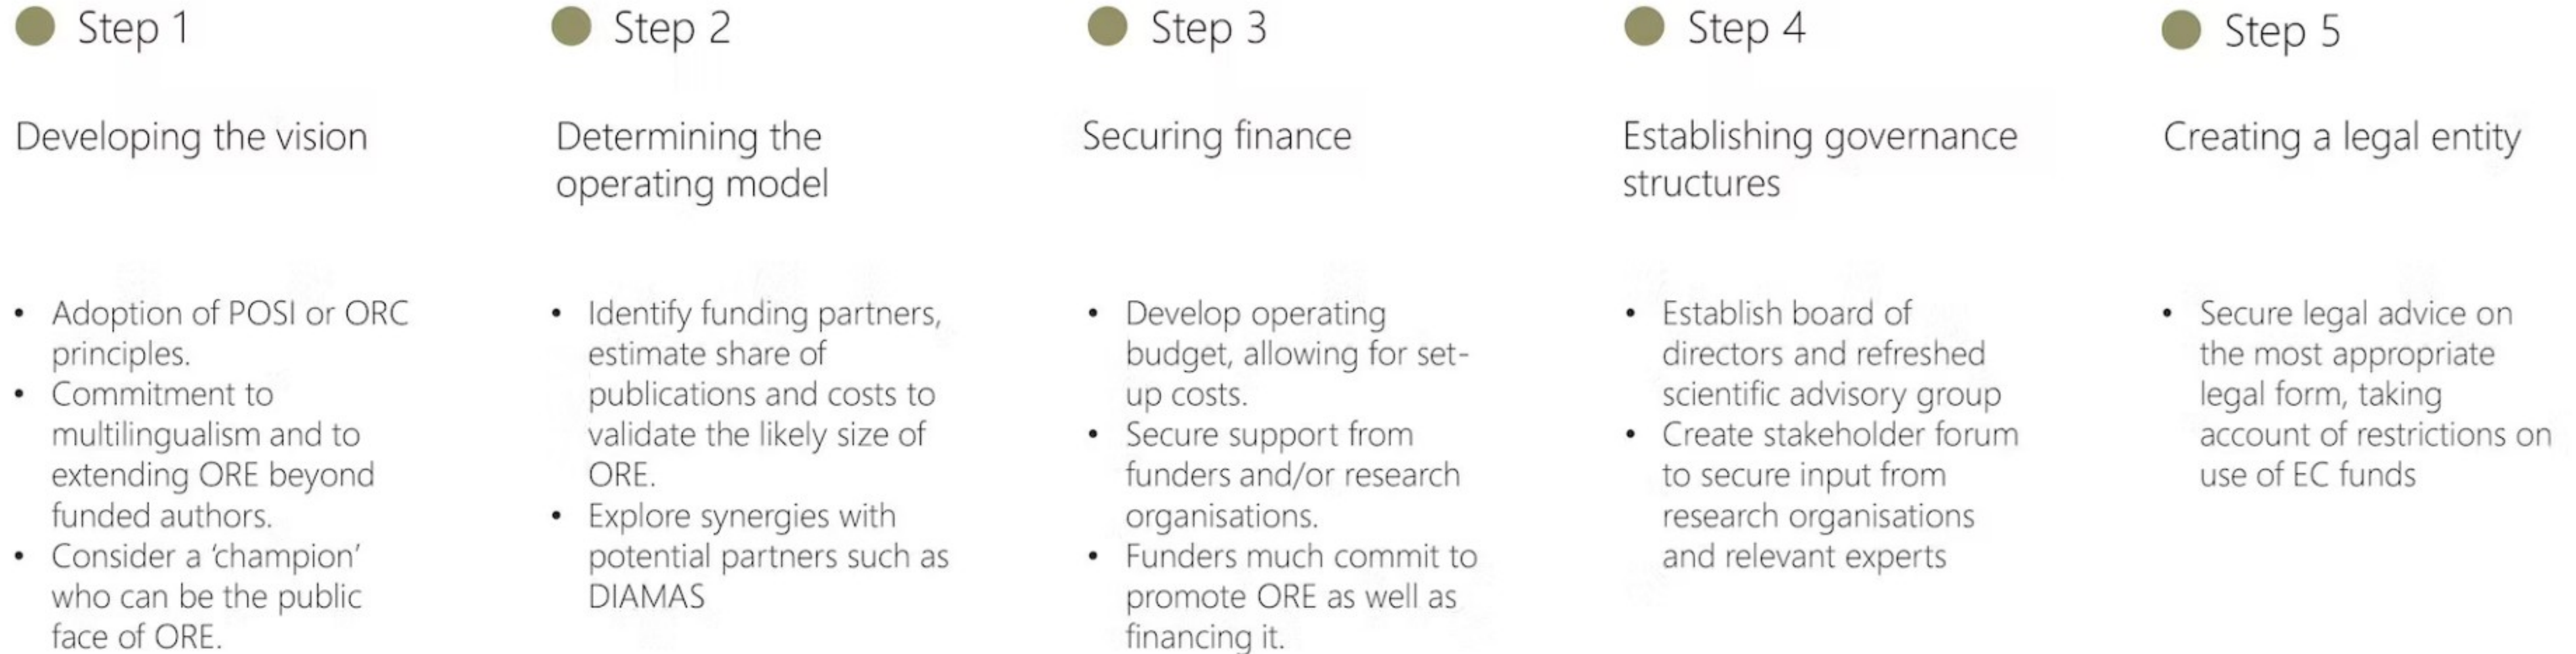 Step 1
Developing the vision
• Adoption of POSI or ORC
principles.
• Commitment to
multilingualism and to
extending ORE beyond
funded authors.
• Consider a ‘champion’
who can be the public
face of ORE.
Step 2
Determining the
operating model
• Identify funding partners,
estimate share of
publications and costs to
validate the likely size of
ORE.
• Explore synergies with
potential partners such as
DIAMAS
Step 3
Securing finance
• Develop operating
budget, allowing for set-
up costs.
• Secure support from
funders and/or research
organisations.
• Funders much commit to
promote ORE as well as
financing it.
Step 4
Establishing governance
structures
• Establish board of
directors and refreshed
scientific advisory group
• Create stakeholder forum
to secure input from
research organisations
and relevant experts
Step 5
Creating a legal entity
• Secure legal advice on
the most appropriate
legal form, taking
account of restrictions on
use of EC funds